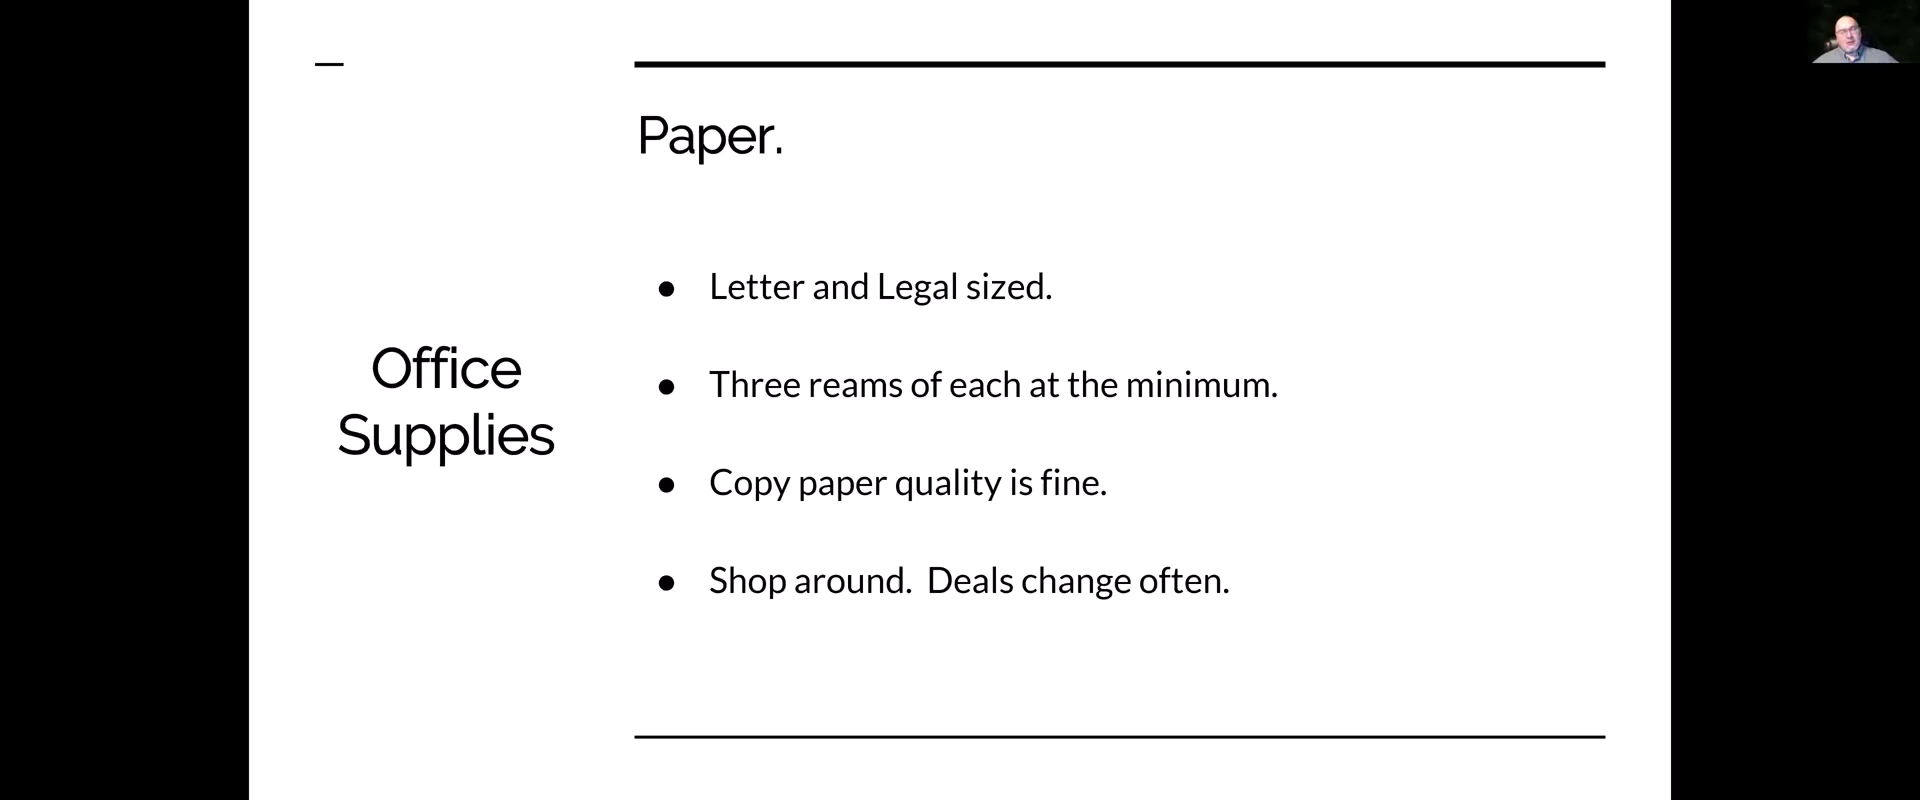 Paper.
Office
Supplies
● Letter and Legal sized.
● Three reams of each at the minimum.
● Copy paper quality is fine.
● Shop around.  Deals change often.